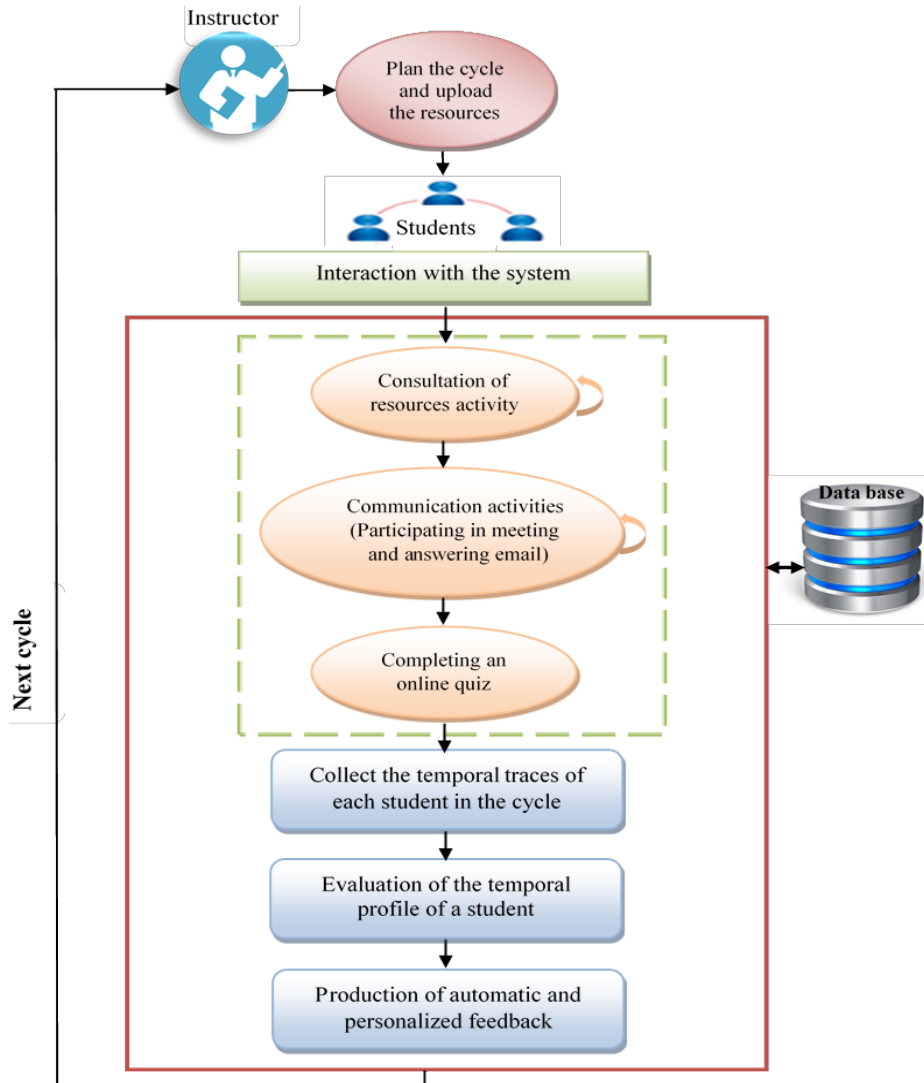 Instructor
Plan the cycle
and upload
the resources
Students
Interaction with the system
Consultation of
resources activity
Communication activities
(Participating in meeting
and answering email)
Data base
Completing an
online quiz
Next cycle
Collect the temporal traces of
each student in the cycle
Evaluation of the temporal
profile of a student
Production of automatic and
personalized feedback